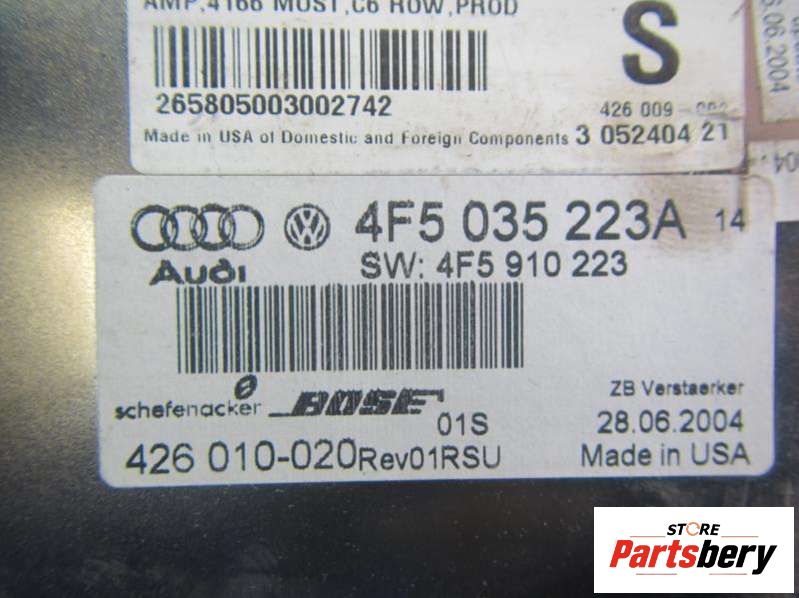 AMP,4166 MOST,C6 ROW,PROD
S
265805003002742
426 009-
Made in USA of Domestic and Foreign Components 3 052404 21
.06.2004
Audi
4F5 035 223A 14
SW: 4F5 910 223
schefenacker BOSE 01S
ZB Verstaerker
28.06.2004
426 010-020Rev01RSU
Made in USA
STORE
Partsbery